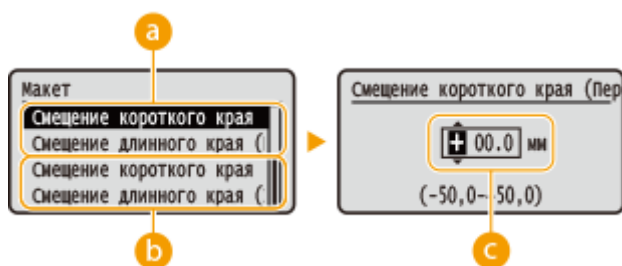 a
Макет
Смещение короткого края
Смещение длинного края (
Смещение короткого края
Смещение длинного края (
b
Смещение короткого края (Пер
+ 00.0 мм
(-50,0-50,0)
c